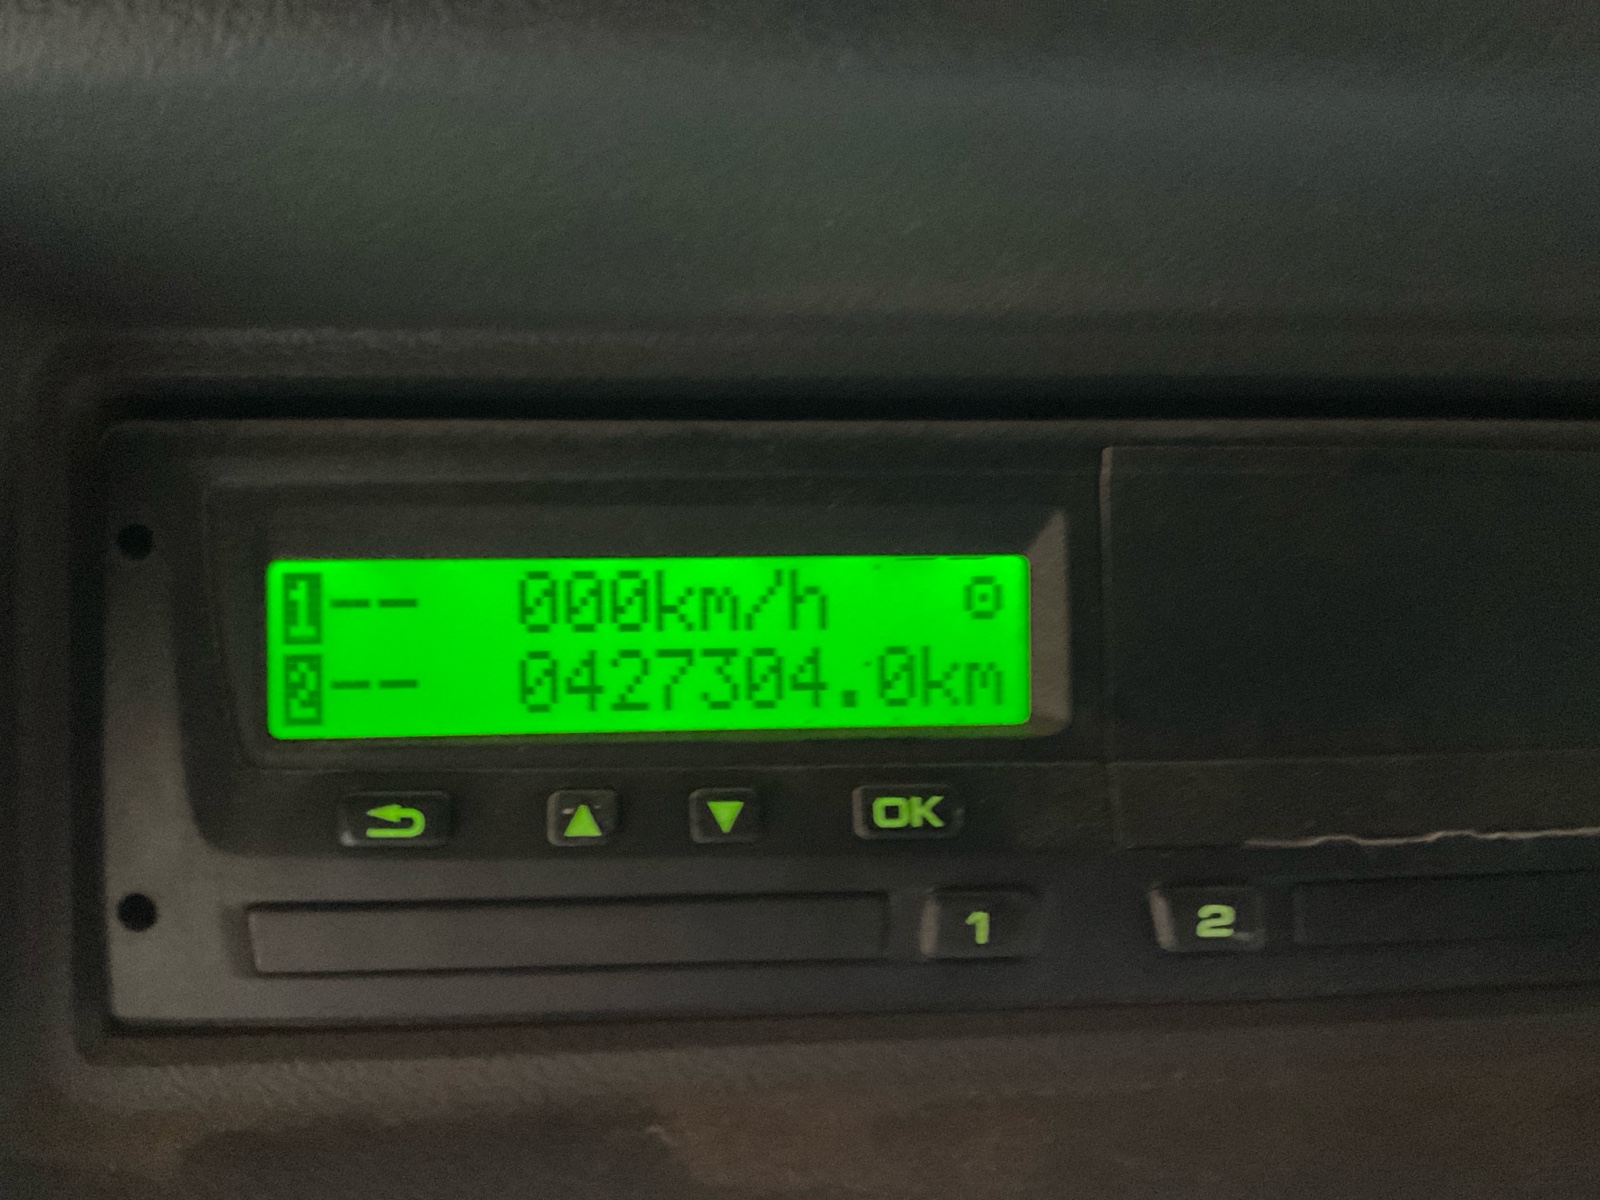 1-- 000km/h ⊙
2-- 0427304.0km
OK
1 2